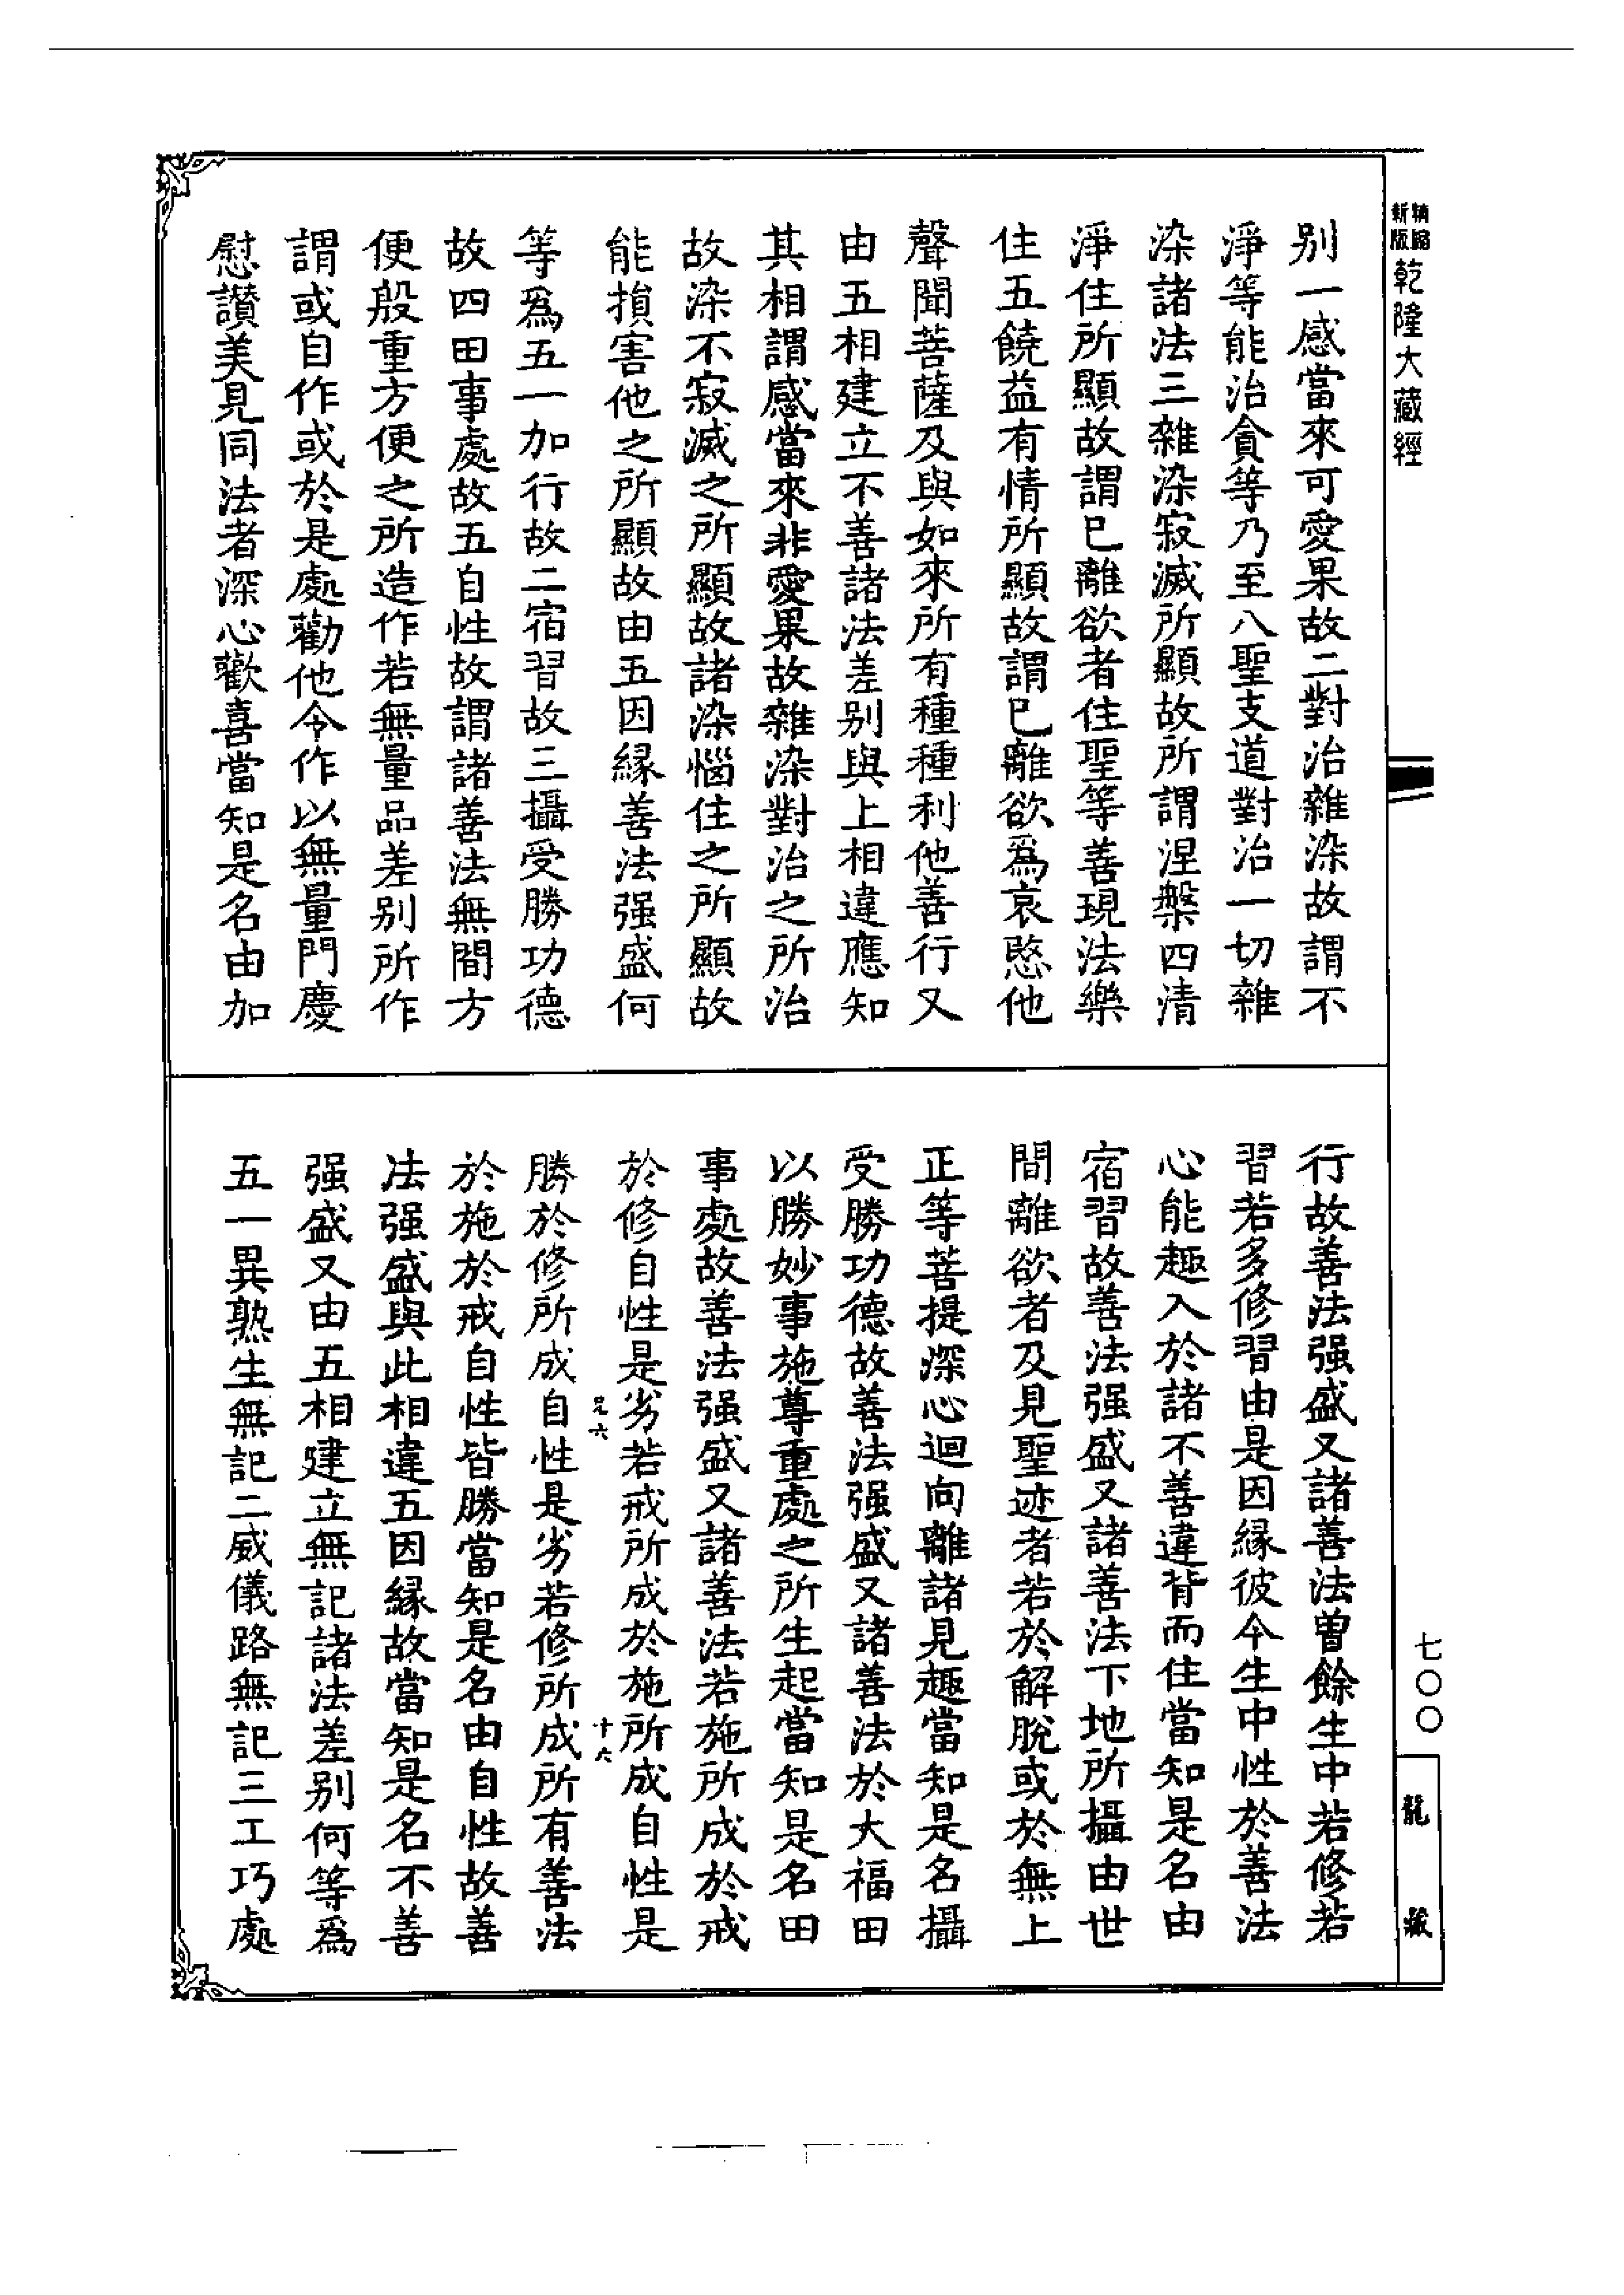 新版精縮乾隆大藏經
别一感當來可愛果故二對治雜染故謂不
淨等能治貪等乃至八聖支道對治一切雜
染諸法三雜染寂滅所顯故所謂涅槃四清
淨住所顯故謂已離欲者住聖等善現法樂
住五饒益有情所顯故謂已離欲爲哀愍他
聲聞菩薩及與如來所有種種利他善行又
由五相建立不善諸法差别與上相違應知
其相謂感當來非愛果故雜染對治之所治
故染不寂滅之所顯故諸染惱住之所顯故
能損害他之所顯故由五因縁善法强盛何
等爲五一加行故二宿習故三攝受勝功德
故四田事處故五自性故謂諸善法無間方
便般重方便之所造作若無量品差别所作
謂或自作或於是處勸他令作以無量門慶
慰讃美見同法者深心歡喜當知是名由加
行故善法强盛又諸善法曽餘生中若修若
習若多修習由是因縁彼今生中性於善法
心能趣入於諸不善違背而住當知是名由
宿習故善法强盛又諸善法下地所攝由世
間離欲者及見聖迹者若於解脫或於無上
正等菩提深心迴向離諸見趣當知是名攝
受勝功德故善法强盛又諸善法於大福田
以勝妙事施尊重處之所生起當知是名田
事處故善法强盛又諸善法若施所成於戒
於修自性是劣若戒所成於施所成自性是
勝於修所成自性是劣若修所成所有善法
於施於戒自性皆勝當知是名由自性故善
法强盛與此相違五因縁故當知是名不善
强盛又由五相建立無記諸法差别何等爲
五一異熟生無記二威儀路無記三工巧處
七〇〇
龍藏